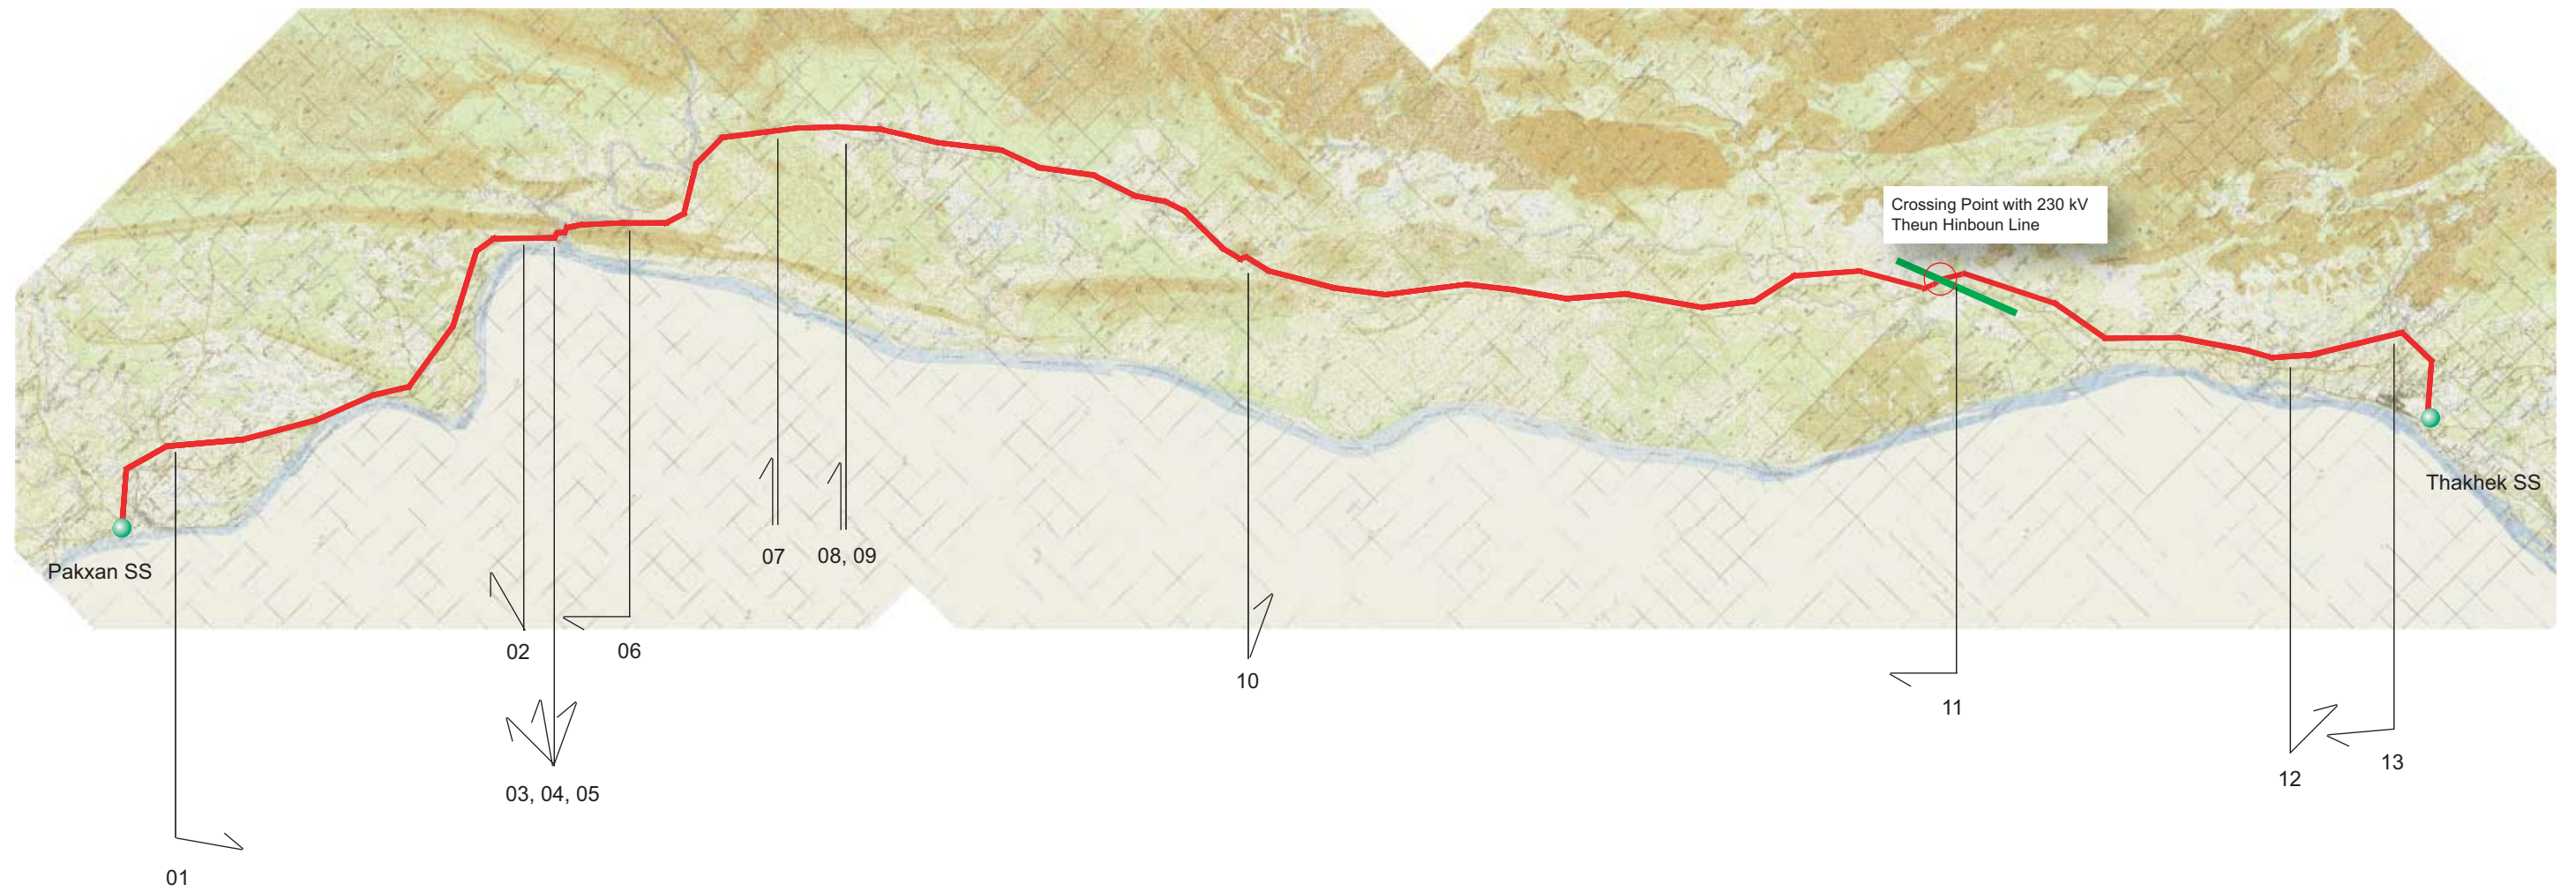 Crossing Point with 230 kV
Theun Hinboun Line
Thakhek SS
Pakxan SS
07
08, 09
02
06
10
11
03, 04, 05
12
13
01